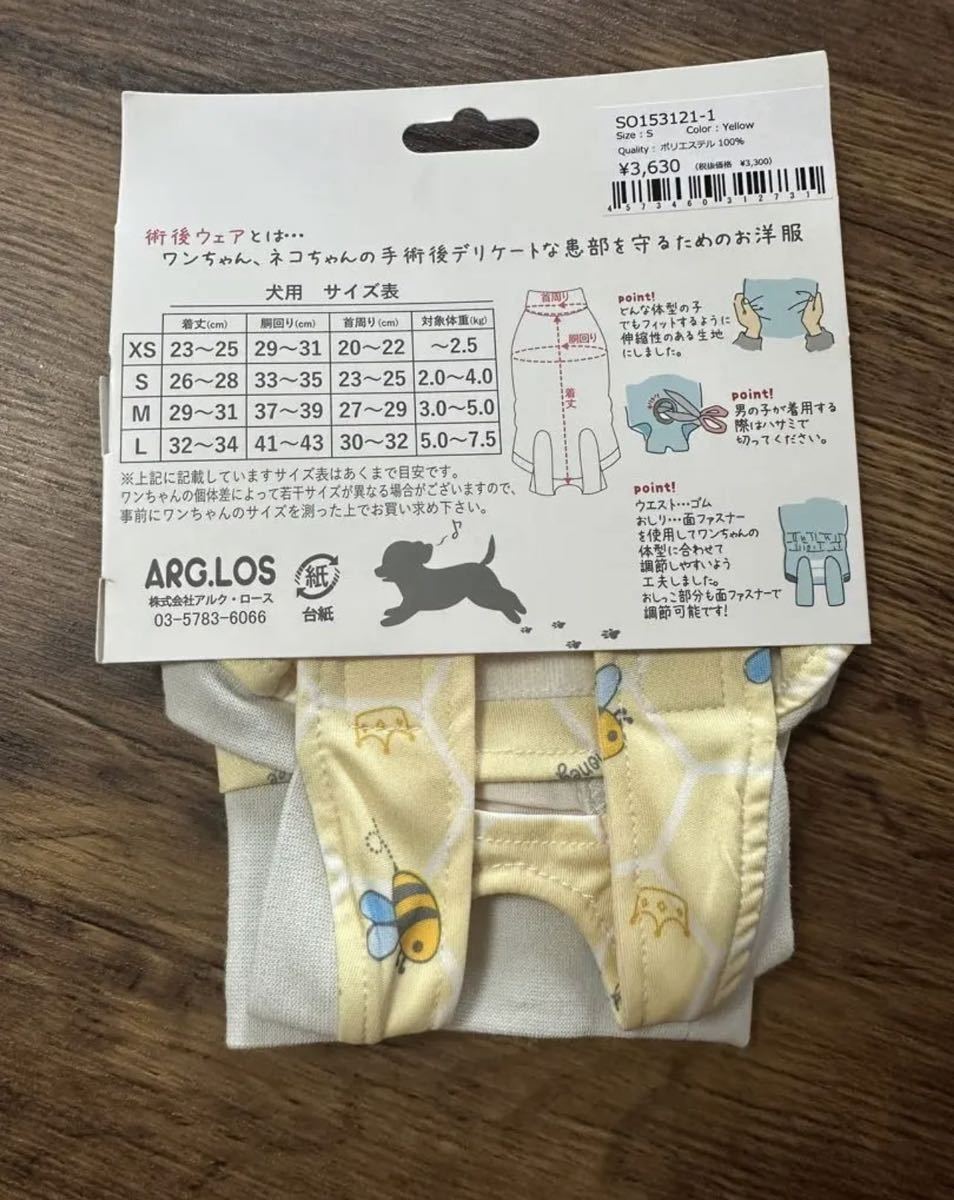 SO153121-1
Size : S Color : Yellow
Quality : ポリエステル 100%
¥3,630 (税抜価格 ¥3,300)
4573460312731
術後ウェアとは…
ワンちゃん、ネコちゃんの手術後デリケートな患部を守るためのお洋服
犬用 サイズ表
着丈(cm) 胴回り(cm) 首周り(cm) 対象体重(kg)
XS 23〜25 29〜31 20〜22 〜2.5
S 26〜28 33〜35 23〜25 2.0〜4.0
M 29〜31 37〜39 27〜29 3.0〜5.0
L 32〜34 41〜43 30〜32 5.0〜7.5
※上記に記載していますサイズ表はあくまで目安です。
ワンちゃんの個体差によって若干サイズが異なる場合がございますので、
事前にワンちゃんのサイズを測った上でお買い求め下さい。
首周り
胴回り
着丈
point!
どんな体型の子
でもフィットするように
伸縮性のある生地
にしました。
point!
男の子が着用する
際はハサミで
切ってください。
point!
ウエスト…ゴム
おしり…面ファスナー
を使用してワンちゃんの
体型に合わせて
調節しやすいよう
工夫しました。
おしっこ部分も面ファスナーで
調節可能です!
ARG.LOS
株式会社アルク・ロース
03-5783-6066
紙
台紙